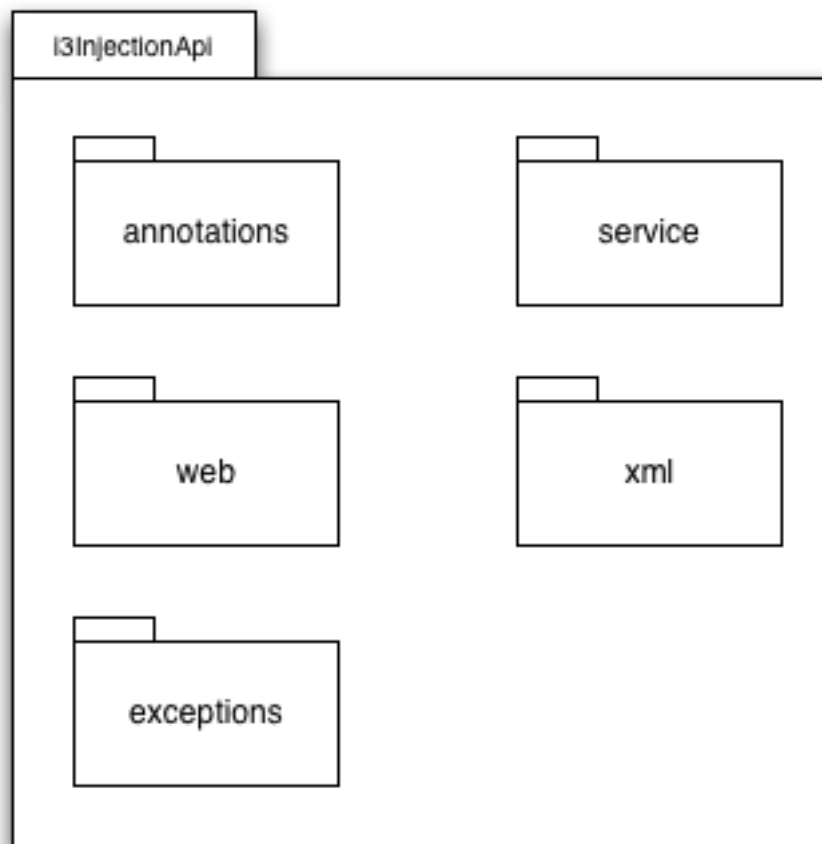 i3InjectionApi
annotations
service
web
xml
exceptions